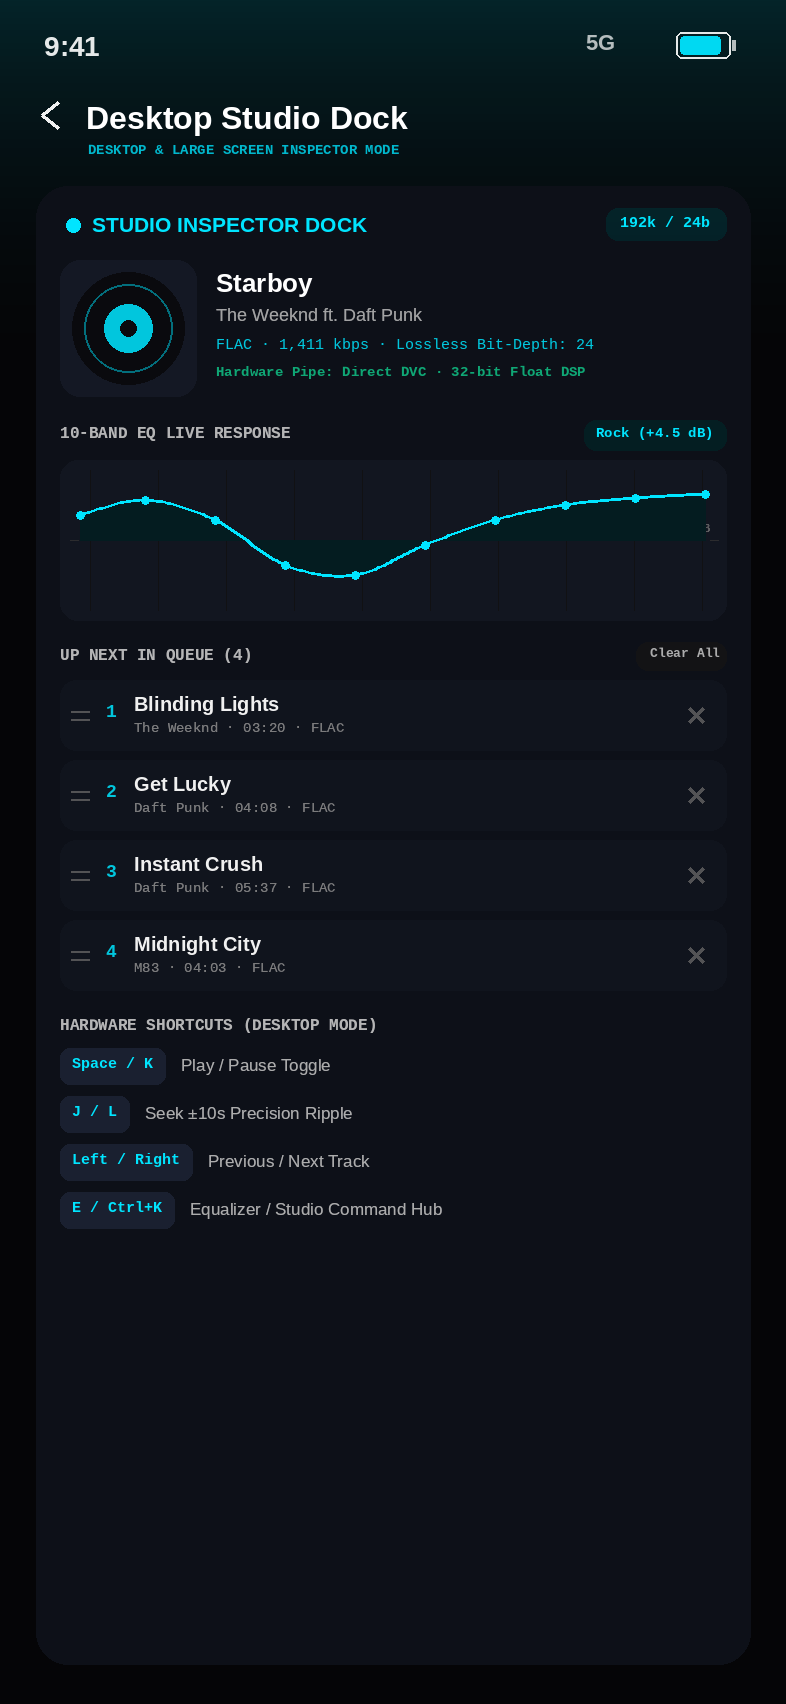 9:41
5G
Desktop Studio Dock
DESKTOP & LARGE SCREEN INSPECTOR MODE
STUDIO INSPECTOR DOCK
192k / 24b
Starboy
The Weeknd ft. Daft Punk
FLAC · 1,411 kbps · Lossless Bit-Depth: 24
Hardware Pipe: Direct DVC · 32-bit Float DSP
10-BAND EQ LIVE RESPONSE
Rock (+4.5 dB)
UP NEXT IN QUEUE (4)
Clear All
1
Blinding Lights
The Weeknd · 03:20 · FLAC
2
Get Lucky
Daft Punk · 04:08 · FLAC
3
Instant Crush
Daft Punk · 05:37 · FLAC
4
Midnight City
M83 · 04:03 · FLAC
HARDWARE SHORTCUTS (DESKTOP MODE)
Space / K
Play / Pause Toggle
J / L
Seek ±10s Precision Ripple
Left / Right
Previous / Next Track
E / Ctrl+K
Equalizer / Studio Command Hub